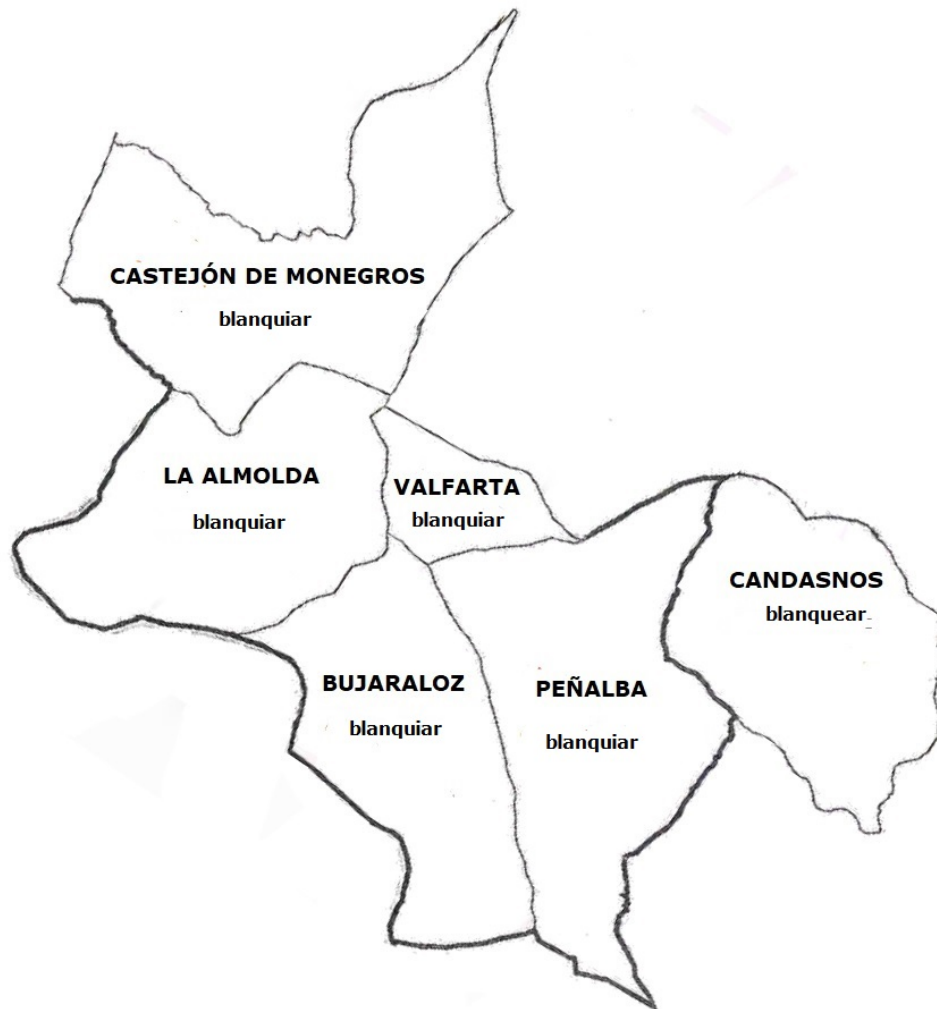 CASTEJÓN DE MONEGROS
blanquiar
LA ALMOLDA
blanquiar
VALFARTA
blanquiar
CANDASNOS
blanquear
BUJARALOZ
blanquiar
PEÑALBA
blanquiar